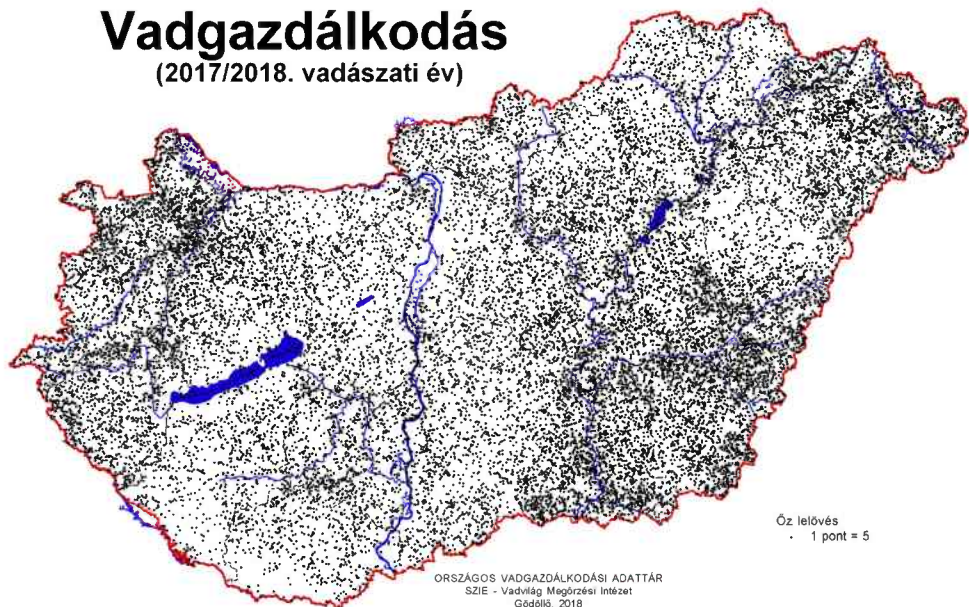 Vadgazdálkodás
(2017/2018. vadászati év)
Őz lelövés
1 pont = 5
ORSZÁGOS VADGAZDÁLKODÁSI ADATTÁR
SZIE - Vadvilág Megőrzési Intézet
Gödöllő, 2018